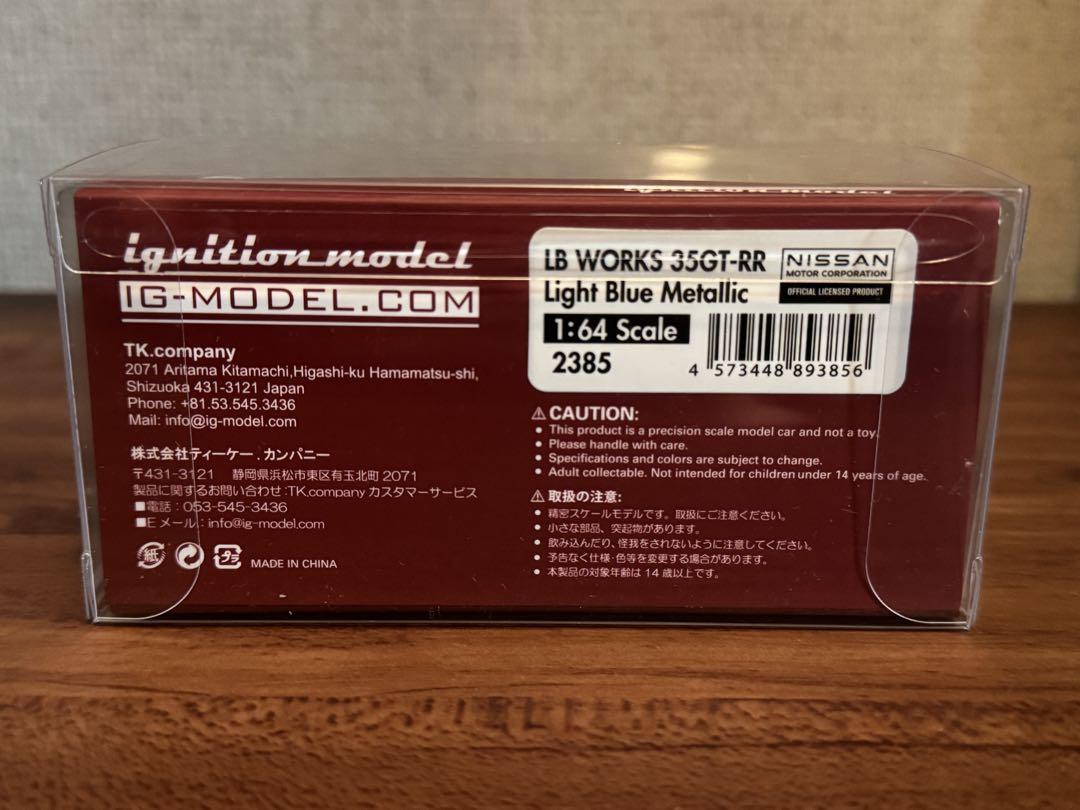 ignition model
ignition model
IG-MODEL.COM
TK.company
2071 Aritama Kitamachi,Higashi-ku Hamamatsu-shi,
Shizuoka 431-3121 Japan
Phone: +81.53.545.3436
Mail: info@ig-model.com
株式会社ティーケー.カンパニー
〒431-3121 静岡県浜松市東区有玉北町 2071
製品に関するお問い合わせ:TK.company カスタマーサービス
■電話:053-545-3436
■E メール:info@ig-model.com
紙
プラ
MADE IN CHINA
LB WORKS 35GT-RR
Light Blue Metallic
1:64 Scale
2385
NISSAN
MOTOR CORPORATION
OFFICIAL LICENSED PRODUCT
4 573448 893856
⚠CAUTION:
● This product is a precision scale model car and not a toy.
● Please handle with care.
● Specifications and colors are subject to change.
● Adult collectable. Not intended for children under 14 years of age.
⚠取扱の注意:
● 精密スケールモデルです。取扱にご注意ください。
● 小さな部品、突起物があります。
● 飲み込んだり、怪我をされないように注意してください。
● 予告なく仕様・色等を変更する場合があります。
● 本製品の対象年齢は 14 歳以上です。